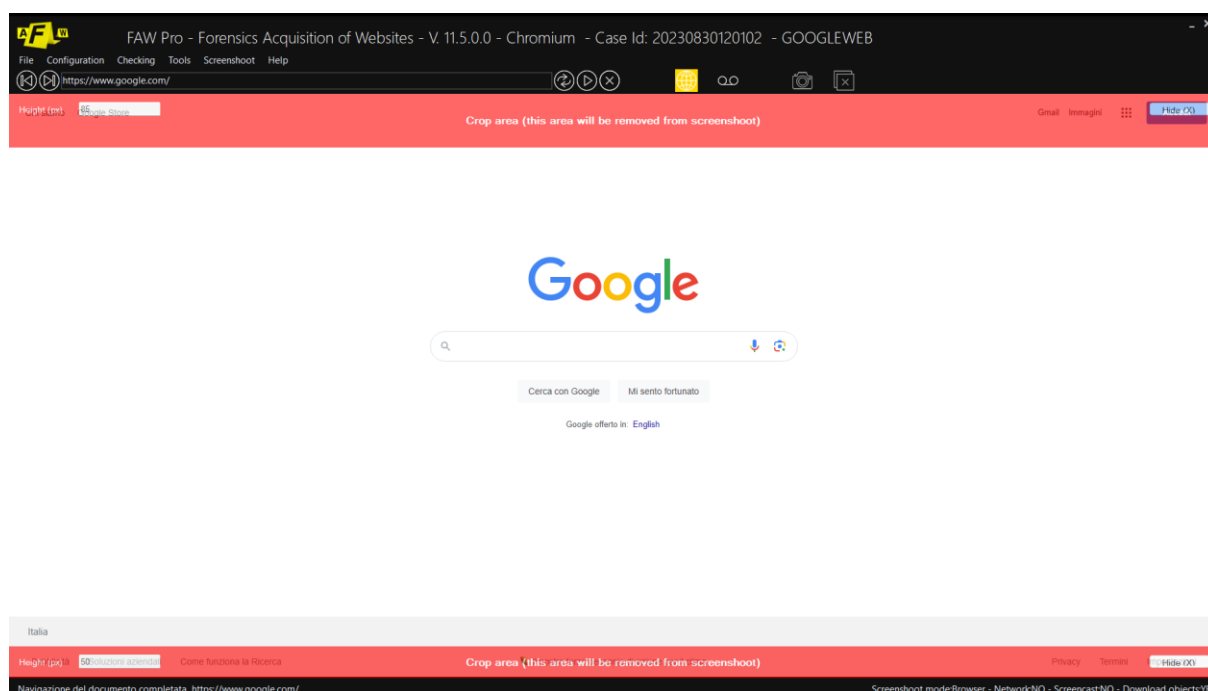 FAW
FAW Pro - Forensics Acquisition of Websites - V. 11.5.0.0 - Chromium - Case Id: 20230830120102 - GOOGLEWEB
File Configuration Checking Tools Screenshoot Help
https://www.google.com/
Height (px) Google Store
Crop area (this area will be removed from screenshoot)
Gmail Immagini Hide (X)
Google
Cerca con Google Mi sento fortunato
Google offerto in: English
Italia
Height (px) 50 Soluzioni aziendali Come funziona la Ricerca
Crop area (this area will be removed from screenshoot)
Privacy Termini Hide (X)
Navigazione del documento completata. https://www.google.com/
Screenshoot mode:Browser - Network:NO - Screencast:NO - Download objects: